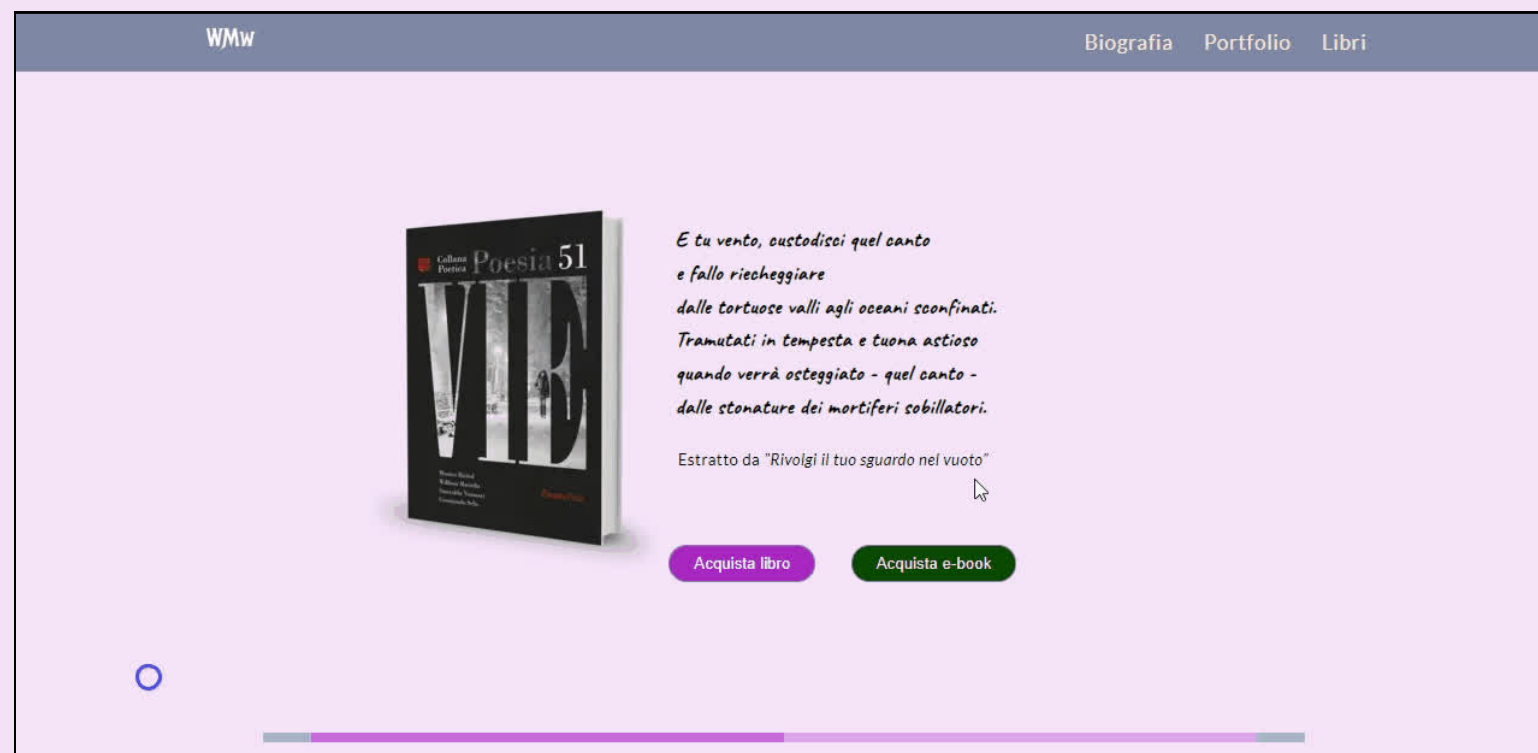 WMw
Biografia Portfolio Libri
Collana
Poetica
Poesia 51
VIE
E tu vento, custodisci quel canto
e fallo riecheggiare
dalle tortuose valli agli oceani sconfinati.
Tramutati in tempesta e tuona astioso
quando verrà osteggiato - quel canto -
dalle stonature dei mortiferi sobillatori.
Estratto da "Rivolgi il tuo sguardo nel vuoto"
Acquista libro Acquista e-book